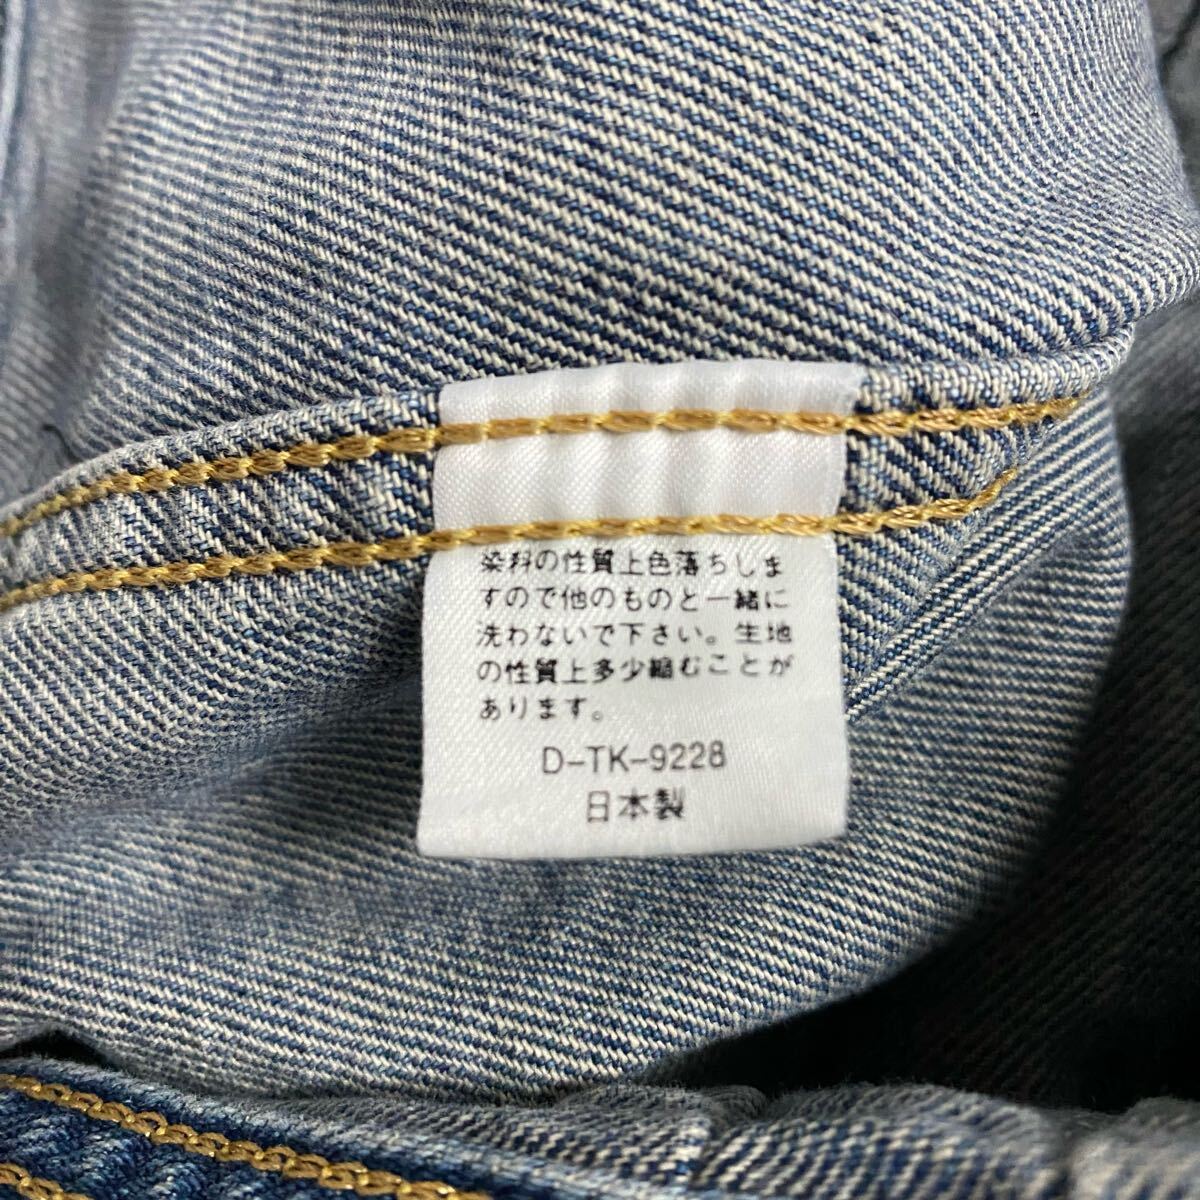 染料の性質上色落ちしま
すので他のものと一緒に
洗わないで下さい。生地
の性質上多少縮むことが
あります。
D-TK-9228
日本製